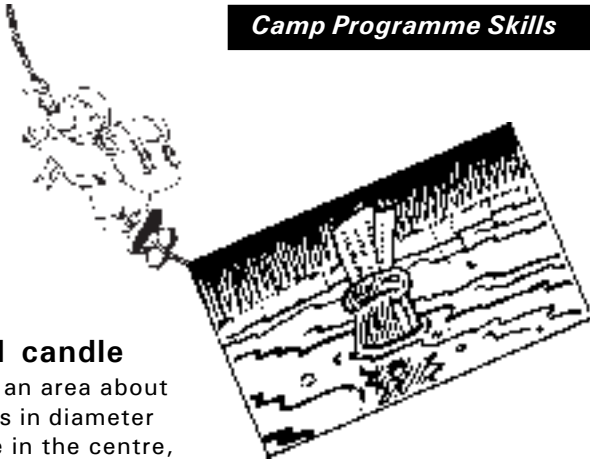 Camp Programme Skills
candle
an area about
s in diameter
e in the centre,